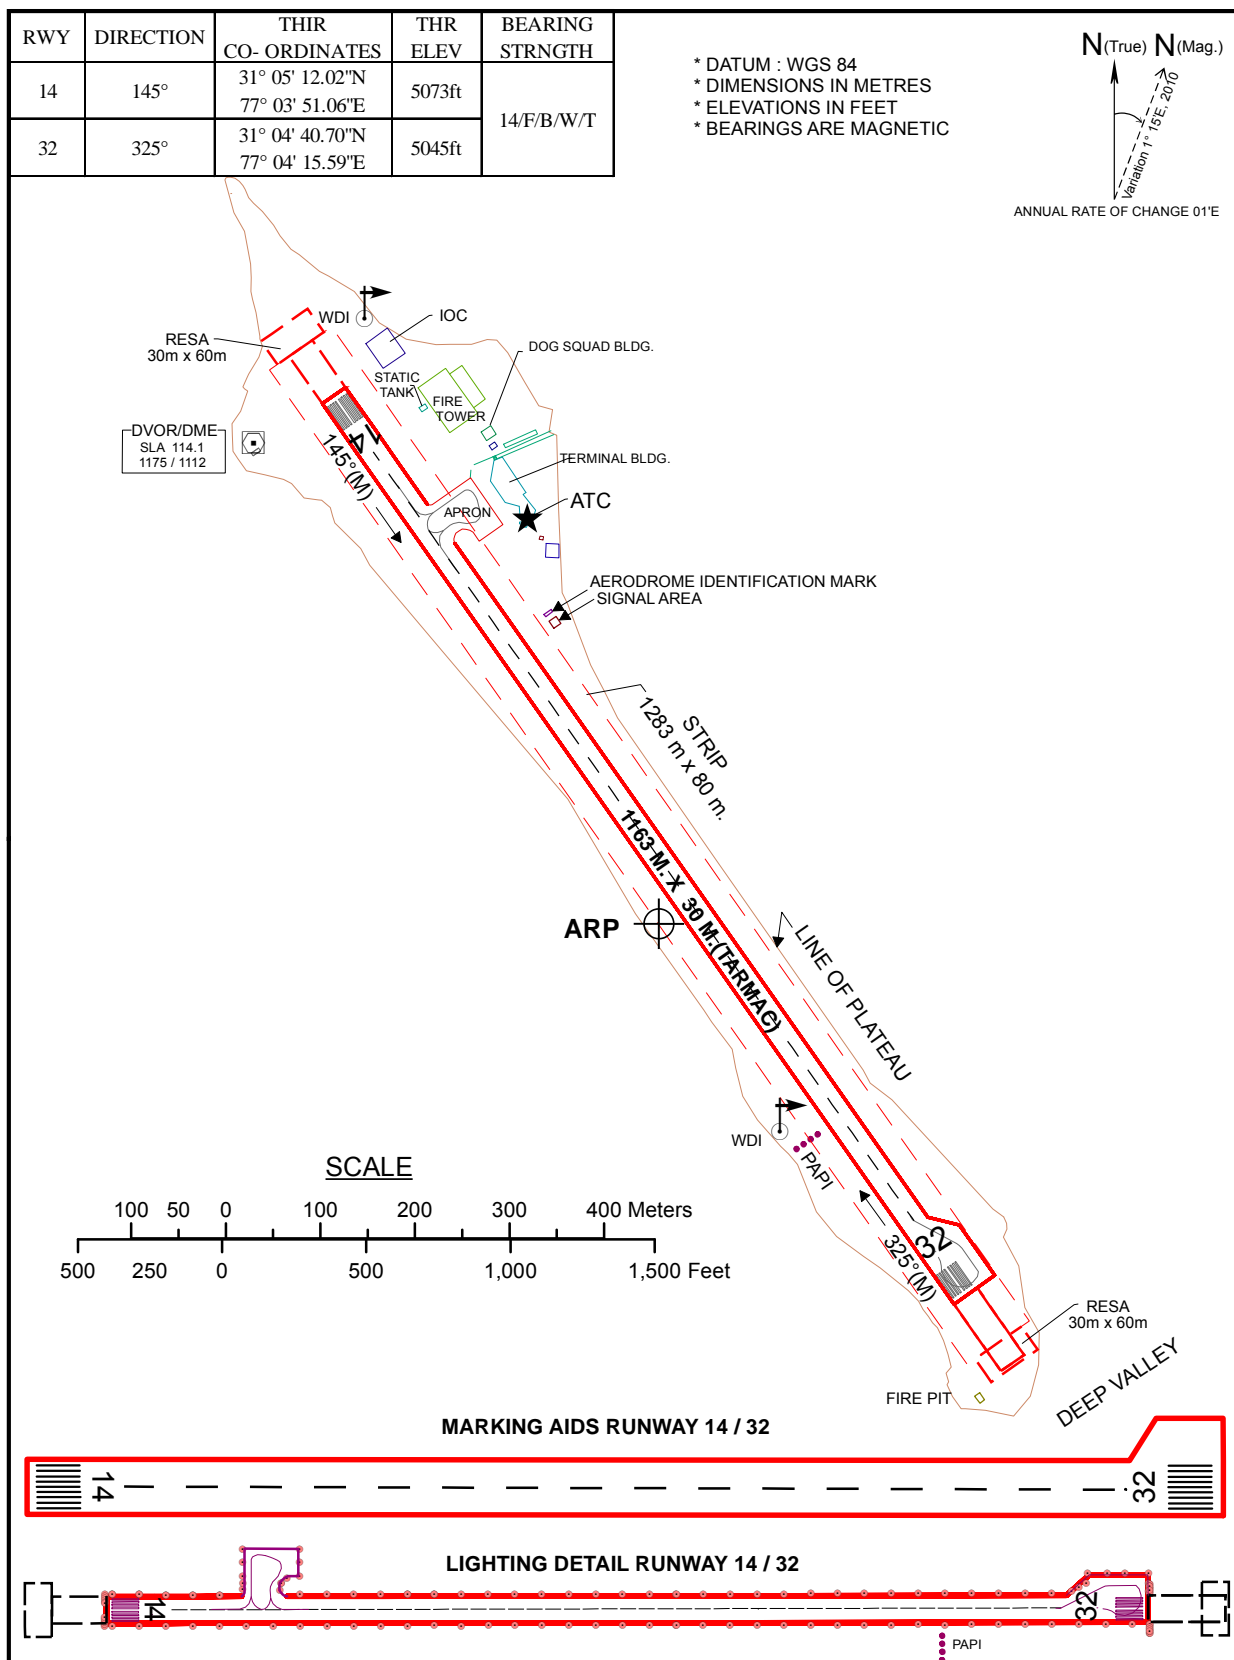 RWY DIRECTION THIR CO- ORDINATES THR ELEV BEARING STRNGTH
14 145° 31° 05' 12.02"N 77° 03' 51.06"E 5073ft 14/F/B/W/T
32 325° 31° 04' 40.70"N 77° 04' 15.59"E 5045ft
* DATUM : WGS 84
* DIMENSIONS IN METRES
* ELEVATIONS IN FEET
* BEARINGS ARE MAGNETIC
N(True) N(Mag.)
Variation 1° 15'E, 2010
ANNUAL RATE OF CHANGE 01'E
WDI
IOC
RESA
30m x 60m
DOG SQUAD BLDG.
STATIC
TANK
FIRE
TOWER
DVOR/DME
SLA 114.1
1175 / 1112
14
145°(M)
TERMINAL BLDG.
ATC
APRON
AERODROME IDENTIFICATION MARK
SIGNAL AREA
STRIP
1283 m x 80 m.
1163 M. X 30 M.(TARMAC)
ARP
LINE OF PLATEAU
WDI
PAPI
SCALE
100 50 0 100 200 300 400 Meters
500 250 0 500 1,000 1,500 Feet
32
325°(M)
RESA
30m x 60m
FIRE PIT
DEEP VALLEY
MARKING AIDS RUNWAY 14 / 32
14 32
LIGHTING DETAIL RUNWAY 14 / 32
14 32
PAPI